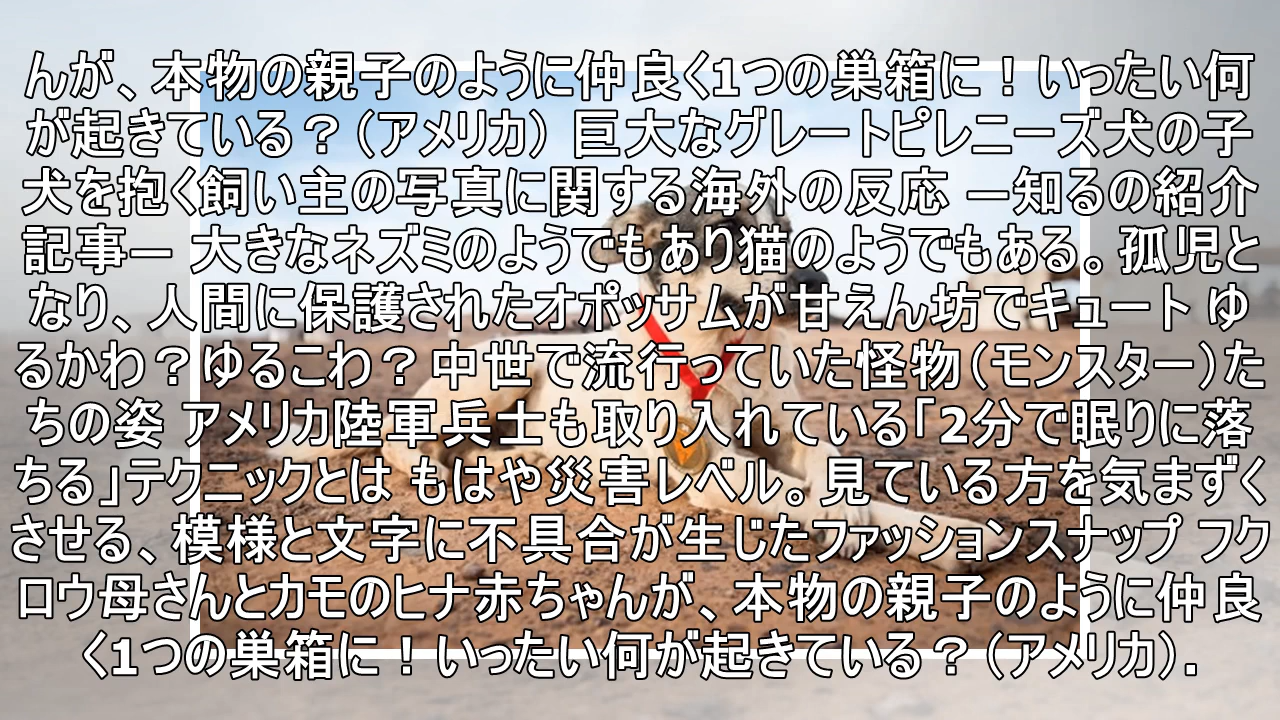 んが、本物の親子のように仲良く1つの巣箱に！いったい何
が起きている？（アメリカ） 巨大なグレートピレニーズ犬の子
犬を抱く飼い主の写真に関する海外の反応 ー知るの紹介
記事ー 大きなネズミのようでもあり猫のようでもある。孤児と
なり、人間に保護されたオポッサムが甘えん坊でキュート ゆ
るかわ？ゆるこわ？中世で流行っていた怪物（モンスター）た
ちの姿 アメリカ陸軍兵士も取り入れている「2分で眠りに落
ちる」テクニックとは もはや災害レベル。見ている方を気まずく
させる、模様と文字に不具合が生じたファッションスナップ フク
ロウ母さんとカモのヒナ赤ちゃんが、本物の親子のように仲良
く1つの巣箱に！いったい何が起きている？（アメリカ）.